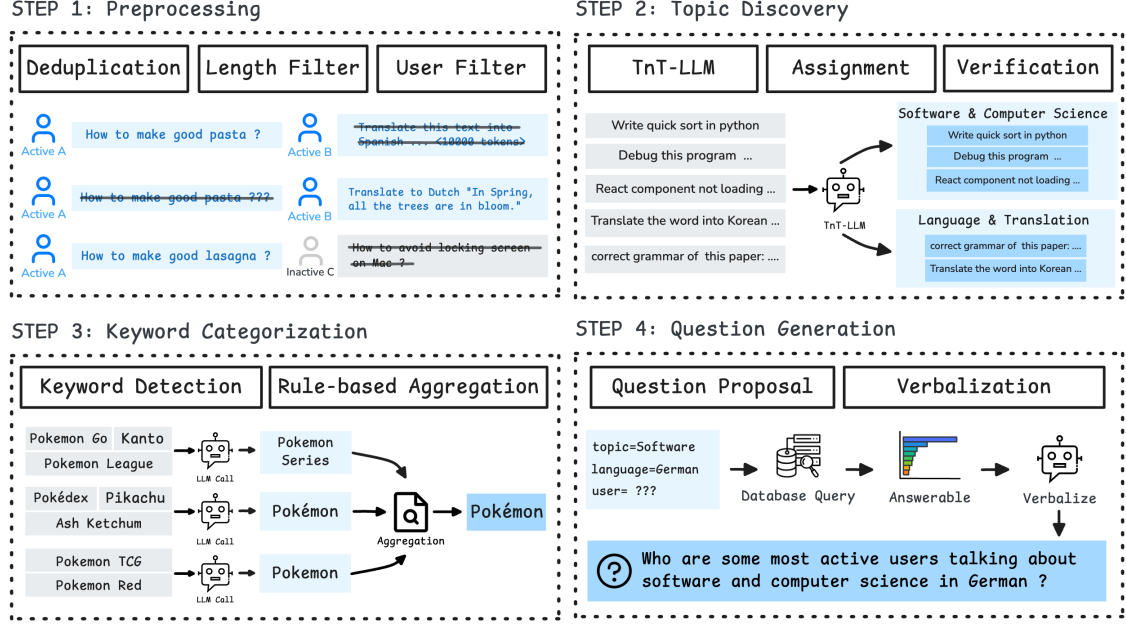 STEP 1: Preprocessing
Deduplication
Length Filter
User Filter
Active A
How to make good pasta ?
Active B
Translate this text into
Spanish ... <10000 tokens>
Active A
How to make good pasta ???
Active B
Translate to Dutch "In Spring,
all the trees are in bloom."
Active A
How to make good lasagna ?
Inactive C
How to avoid locking screen
on Mac ?
STEP 2: Topic Discovery
TnT-LLM
Assignment
Verification
Write quick sort in python
Debug this program ...
React component not loading ...
Translate the word into Korean ...
correct grammar of this paper: ....
TnT-LLM
Software & Computer Science
Write quick sort in python
Debug this program ...
React component not loading ...
Language & Translation
correct grammar of this paper: ....
Translate the word into Korean ...
STEP 3: Keyword Categorization
Keyword Detection
Rule-based Aggregation
Pokemon Go
Kanto
Pokemon League
LLM Call
Pokemon
Series
Pokédex
Pikachu
Ash Ketchum
LLM Call
Pokémon
Pokemon TCG
Pokemon Red
LLM Call
Pokemon
Aggregation
Pokémon
STEP 4: Question Generation
Question Proposal
Verbalization
topic=Software
language=German
user= ???
Database Query
Answerable
Verbalize
? Who are some most active users talking about
software and computer science in German ?